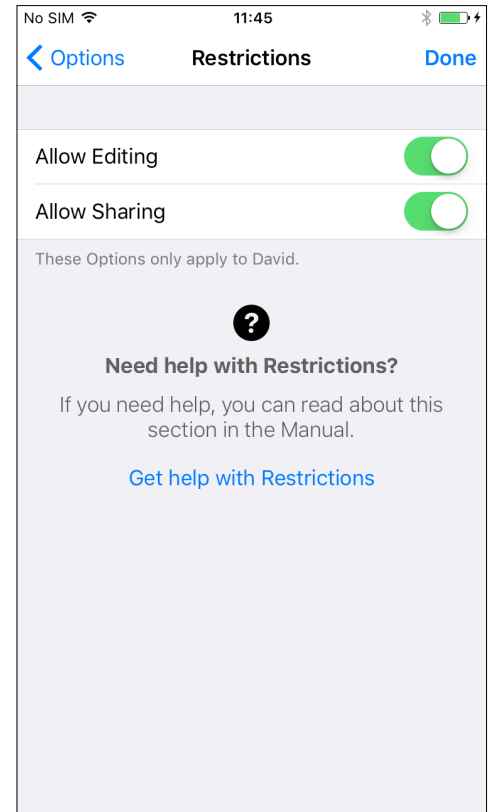 No SIM 11:45
Options Restrictions Done
Allow Editing
Allow Sharing
These Options only apply to David.
?
Need help with Restrictions?
If you need help, you can read about this
section in the Manual.
Get help with Restrictions